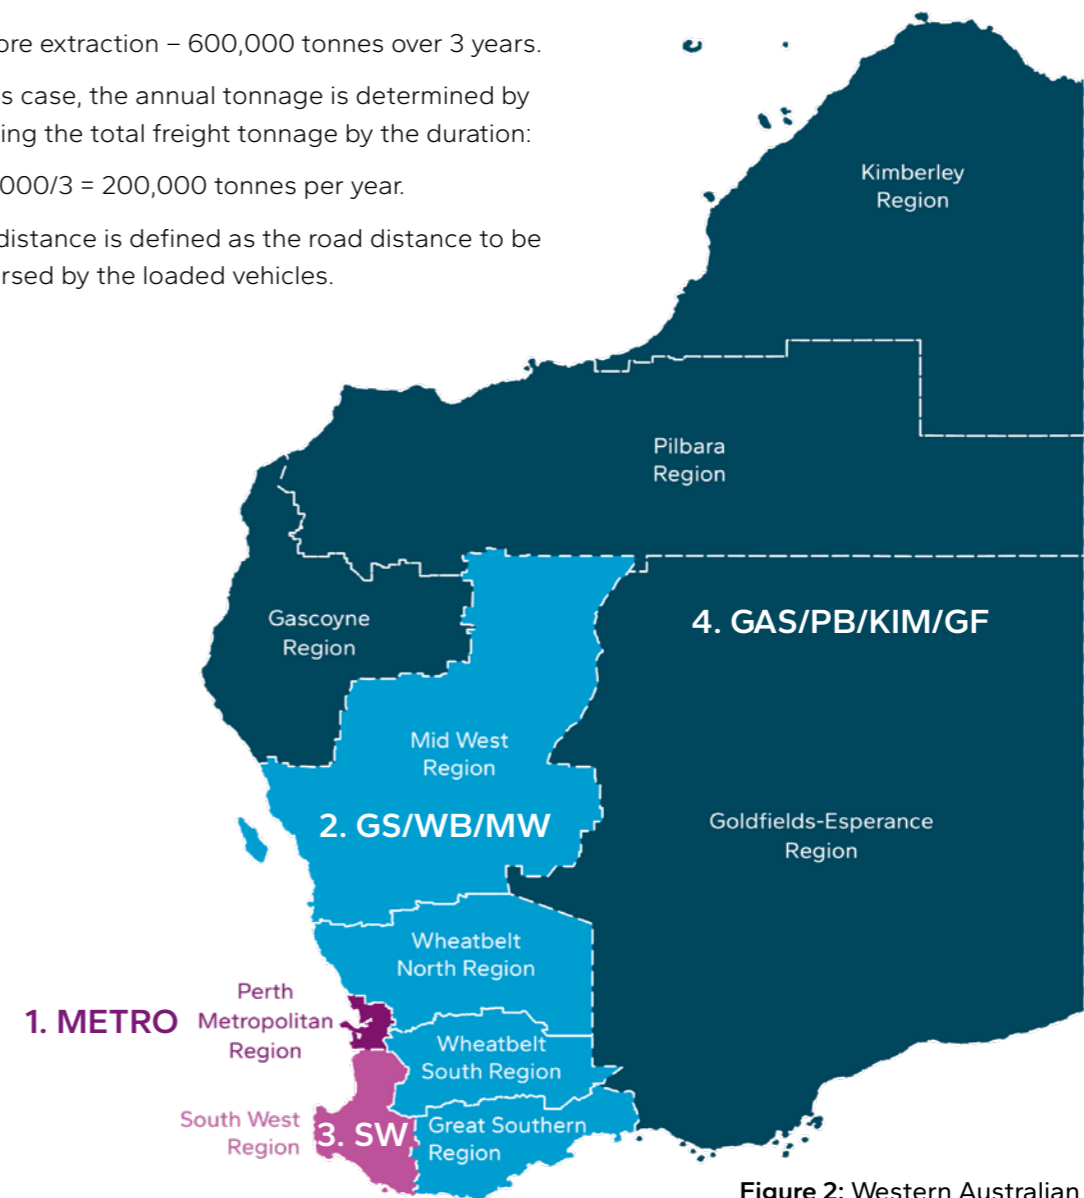 ore extraction – 600,000 tonnes over 3 years.
s case, the annual tonnage is determined by
ing the total freight tonnage by the duration:
000/3 = 200,000 tonnes per year.
distance is defined as the road distance to be
ersed by the loaded vehicles.
Kimberley
Region
Pilbara
Region
Gascoyne
Region
4. GAS/PB/KIM/GF
Mid West
Region
2. GS/WB/MW
Goldfields-Esperance
Region
Wheatbelt
North Region
1. METRO
Perth
Metropolitan
Region
Wheatbelt
South Region
South West
Region
3. SW
Great Southern
Region
Figure 2: Western Australian